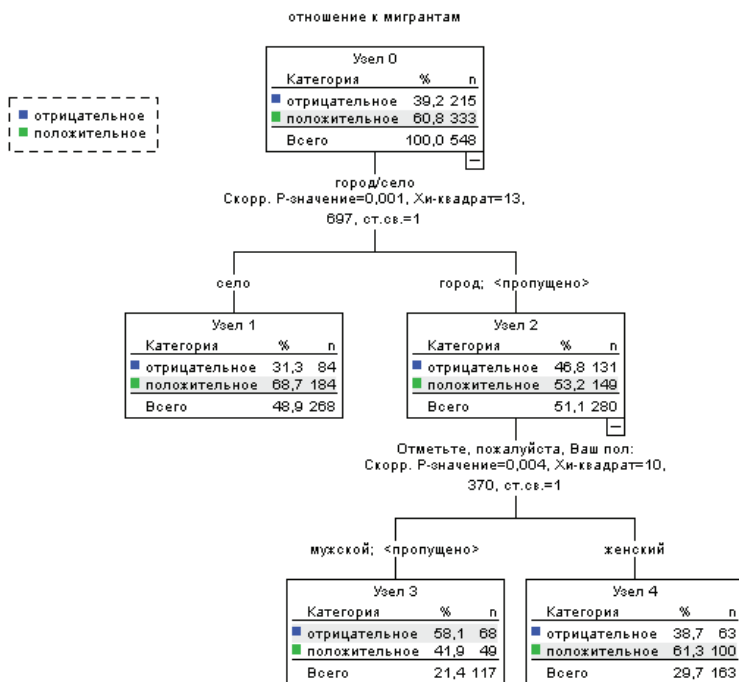 отношение к мигрантам
отрицательное
положительное
Узел 0
Категория % n
отрицательное 39,2 215
положительное 60,8 333
Всего 100,0 548
город/село
Скорр. P-значение=0,001, Хи-квадрат=13,
697, ст.св.=1
село
город; <пропущено>
Узел 1
Категория % n
отрицательное 31,3 84
положительное 68,7 184
Всего 48,9 268
Узел 2
Категория % n
отрицательное 46,8 131
положительное 53,2 149
Всего 51,1 280
Отметьте, пожалуйста, Ваш пол:
Скорр. P-значение=0,004, Хи-квадрат=10,
370, ст.св.=1
мужской; <пропущено>
женский
Узел 3
Категория % n
отрицательное 58,1 68
положительное 41,9 49
Всего 21,4 117
Узел 4
Категория % n
отрицательное 38,7 63
положительное 61,3 100
Всего 29,7 163